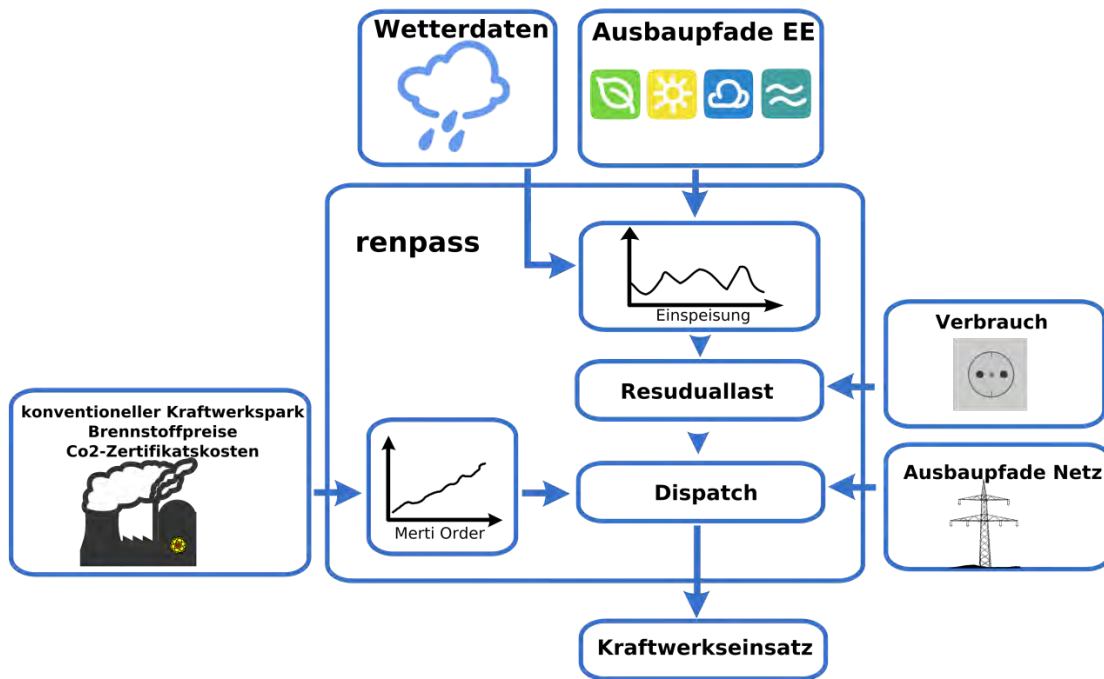 Wetterdaten
Ausbaupfade EE
renpass
Einspeisung
Verbrauch
Resuduallast
konventioneller Kraftwerkspark
Brennstoffpreise
Co2-Zertifikatskosten
Merti Order
Dispatch
Ausbaupfade Netz
Kraftwerkseinsatz